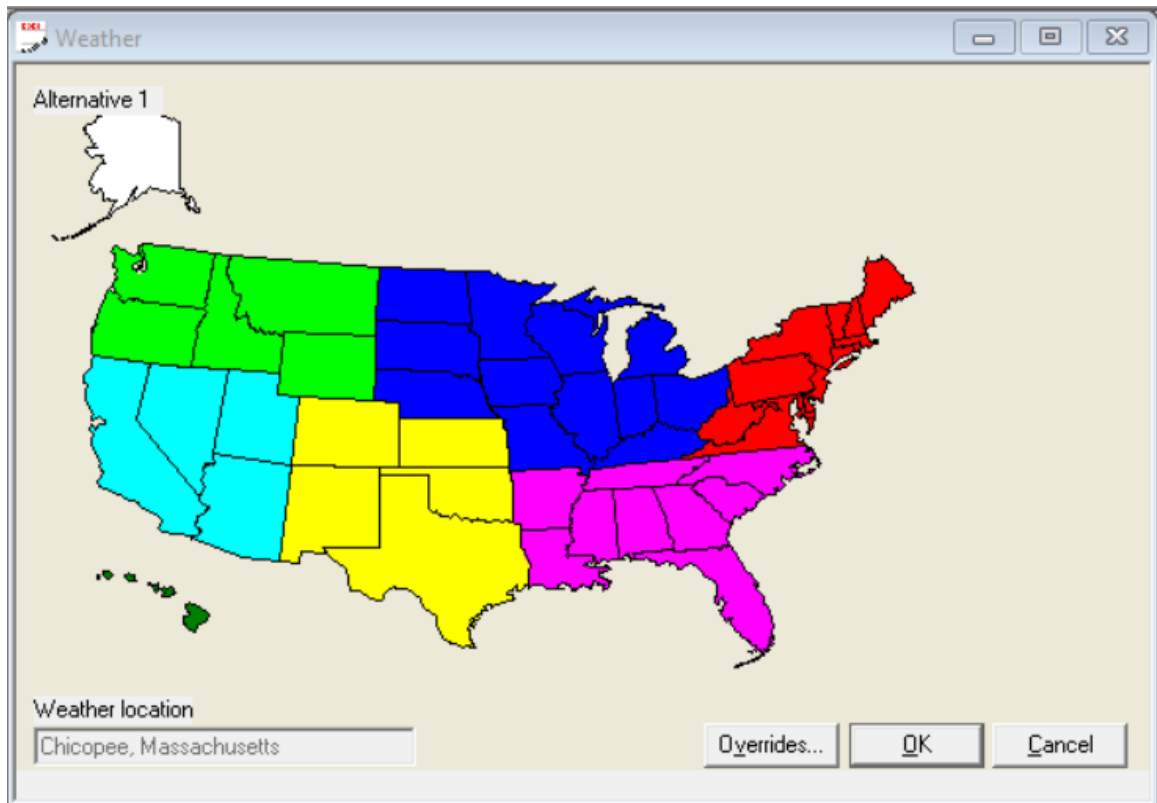 Weather
Alternative 1
Weather location
Chicopee, Massachusetts
Overrides...
OK
Cancel